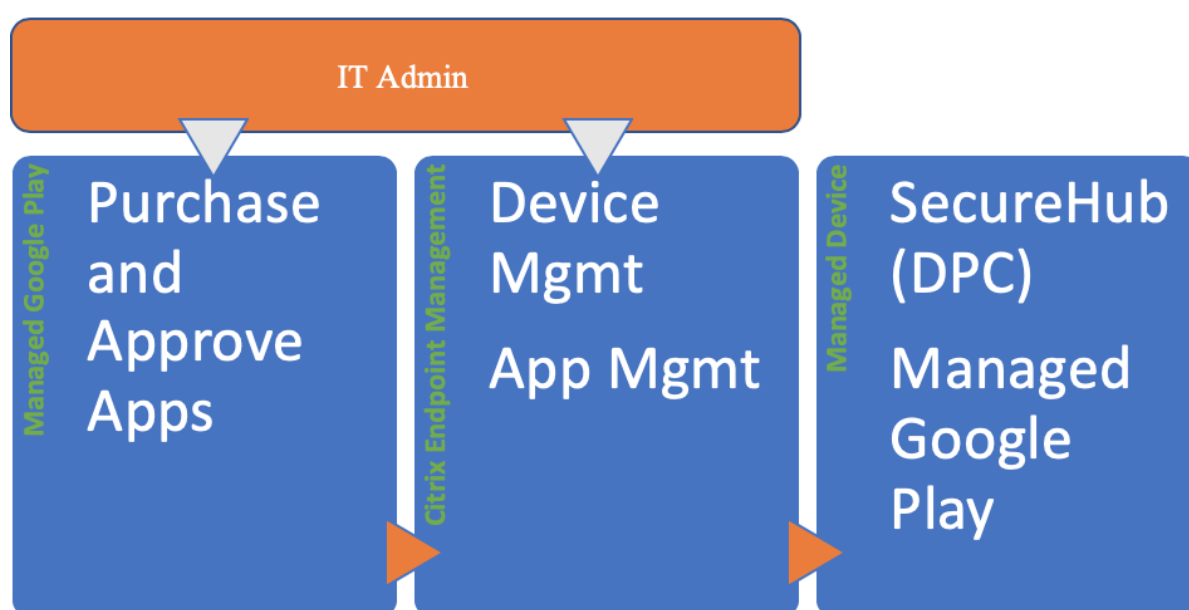 IT Admin
Managed Google Play
Purchase
and
Approve
Apps
Citrix Endpoint Management
Device
Mgmt
App Mgmt
Managed Device
SecureHub
(DPC)
Managed
Google
Play